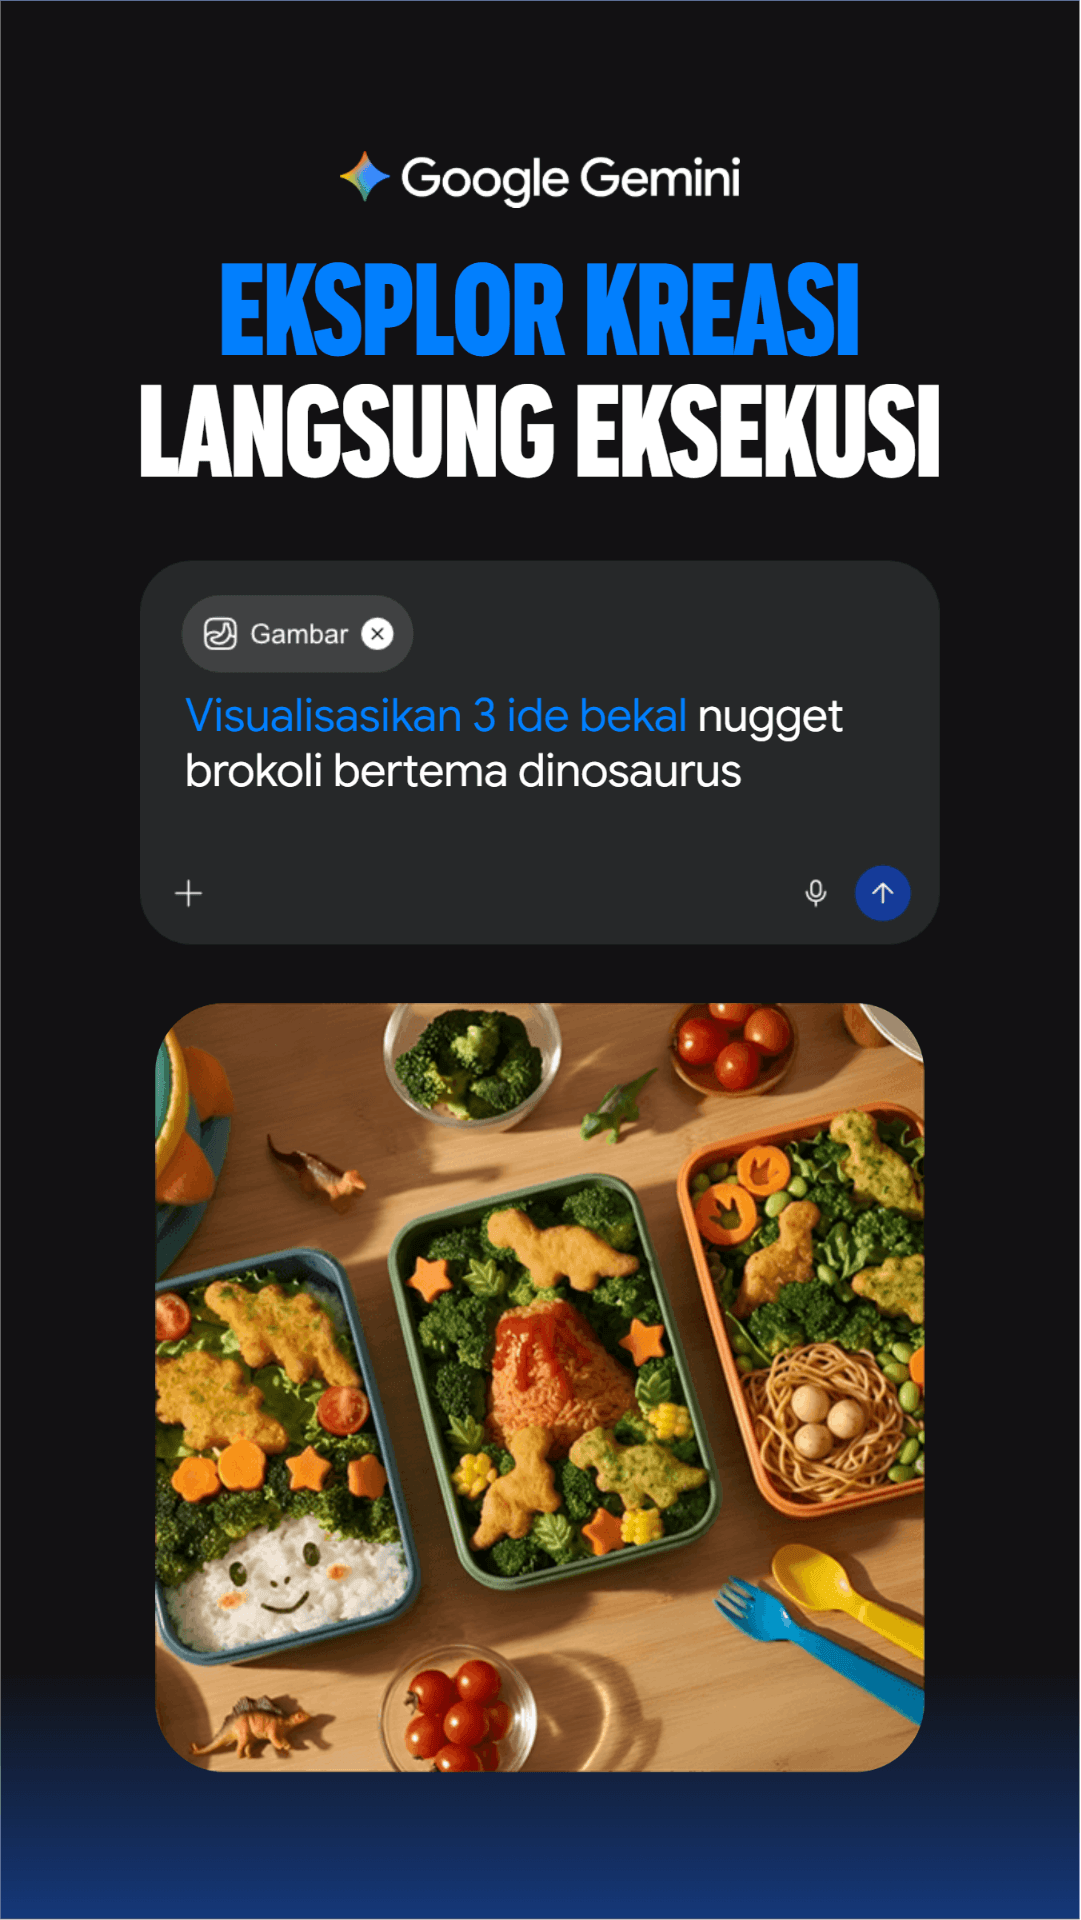 Google Gemini
EKSPLOR KREASI
LANGSUNG EKSEKUSI
Gambar
Visualisasikan 3 ide bekal nugget
brokoli bertema dinosaurus